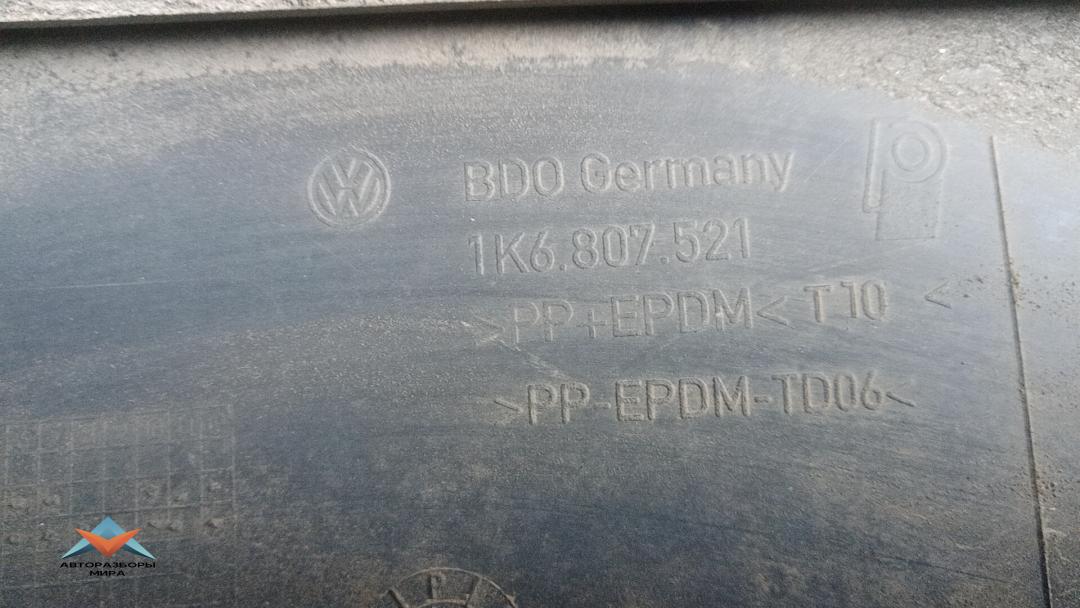 BDO Germany
1K6.807.521
>PP+EPDM< T10 <
>PP-EPDM-TD06<
P
АВТОРАЗБОРЫ
МИРА